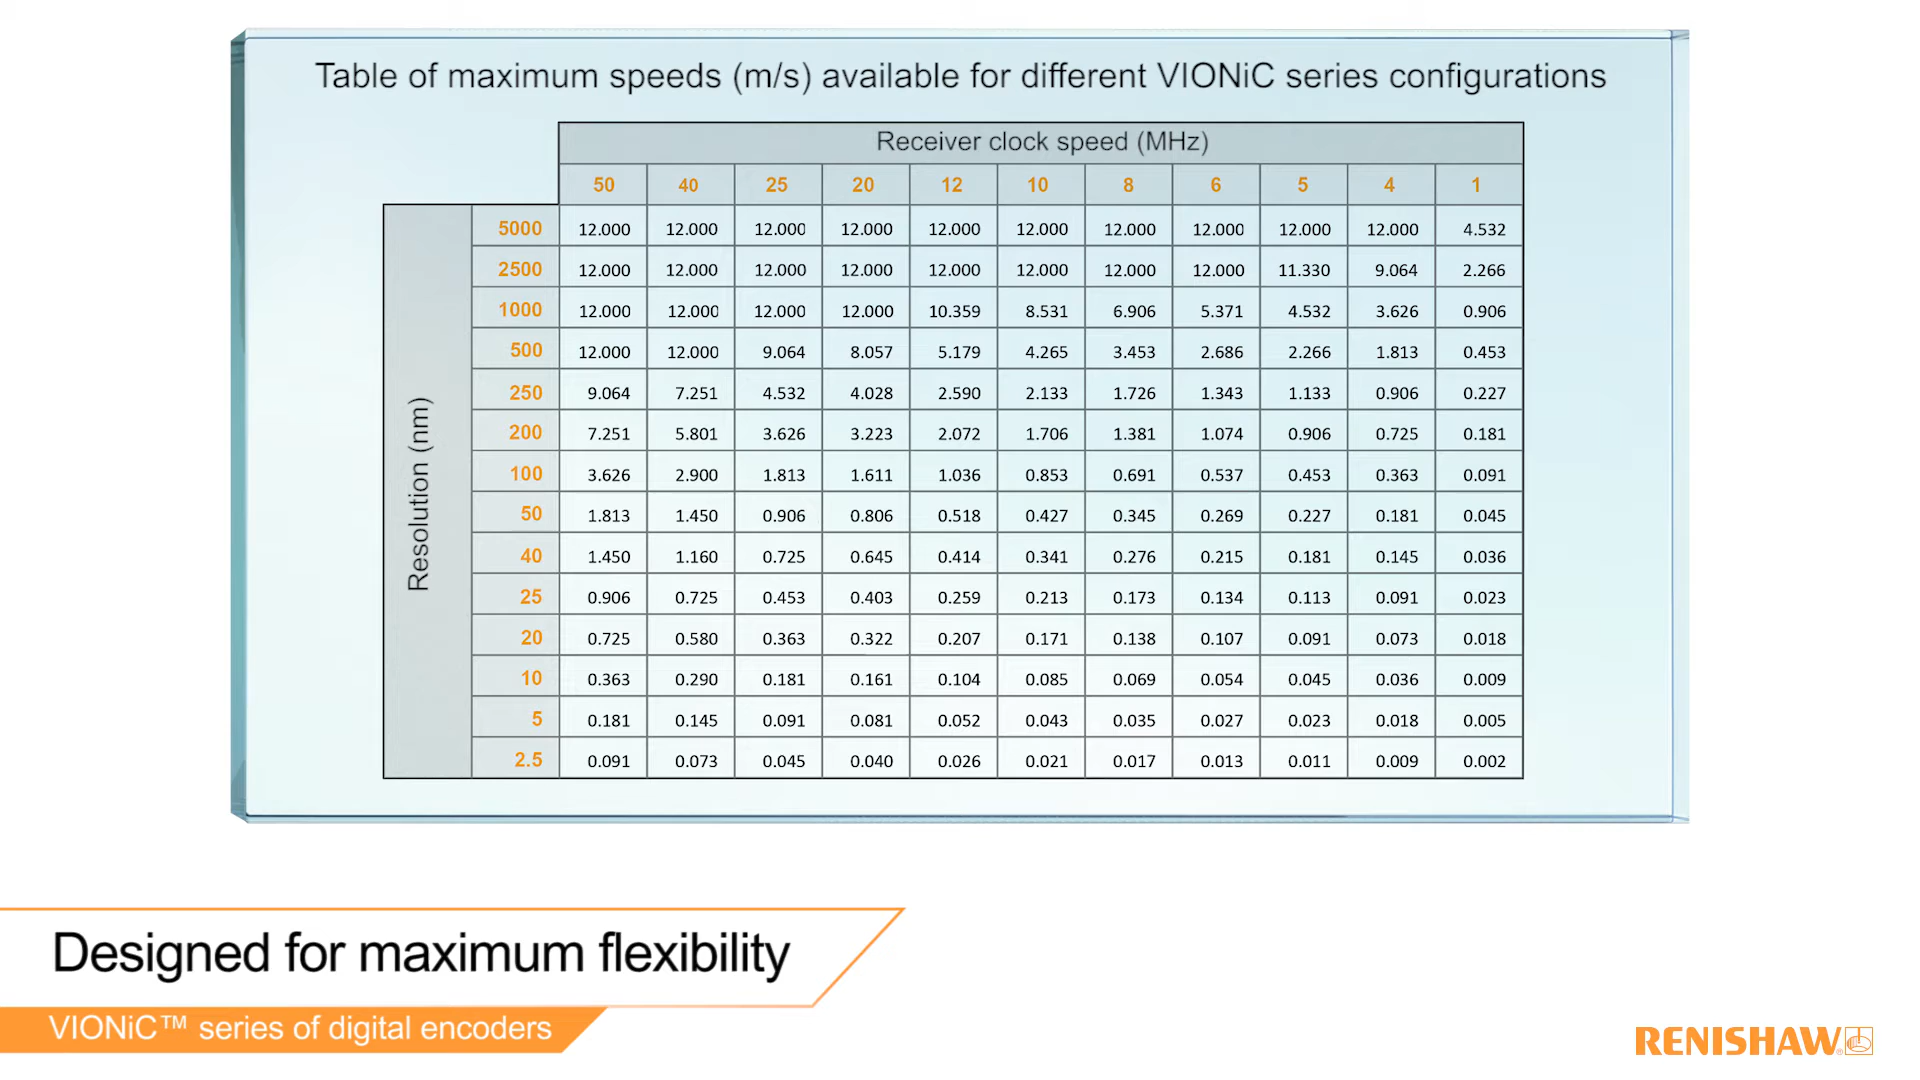 Table of maximum speeds (m/s) available for different VIONiC series configurations
Receiver clock speed (MHz)
50 40 25 20 12 10 8 6 5 4 1
Resolution (nm)
5000 12.000 12.000 12.000 12.000 12.000 12.000 12.000 12.000 12.000 12.000 4.532
2500 12.000 12.000 12.000 12.000 12.000 12.000 12.000 12.000 11.330 9.064 2.266
1000 12.000 12.000 12.000 12.000 10.359 8.531 6.906 5.371 4.532 3.626 0.906
500 12.000 12.000 9.064 8.057 5.179 4.265 3.453 2.686 2.266 1.813 0.453
250 9.064 7.251 4.532 4.028 2.590 2.133 1.726 1.343 1.133 0.906 0.227
200 7.251 5.801 3.626 3.223 2.072 1.706 1.381 1.074 0.906 0.725 0.181
100 3.626 2.900 1.813 1.611 1.036 0.853 0.691 0.537 0.453 0.363 0.091
50 1.813 1.450 0.906 0.806 0.518 0.427 0.345 0.269 0.227 0.181 0.045
40 1.450 1.160 0.725 0.645 0.414 0.341 0.276 0.215 0.181 0.145 0.036
25 0.906 0.725 0.453 0.403 0.259 0.213 0.173 0.134 0.113 0.091 0.023
20 0.725 0.580 0.363 0.322 0.207 0.171 0.138 0.107 0.091 0.073 0.018
10 0.363 0.290 0.181 0.161 0.104 0.085 0.069 0.054 0.045 0.036 0.009
5 0.181 0.145 0.091 0.081 0.052 0.043 0.035 0.027 0.023 0.018 0.005
2.5 0.091 0.073 0.045 0.040 0.026 0.021 0.017 0.013 0.011 0.009 0.002
Designed for maximum flexibility
VIONiC™ series of digital encoders
RENISHAW®